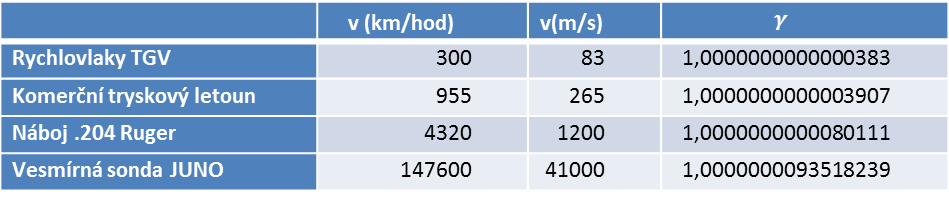 v (km/hod) v(m/s) γ
Rychlovlaky TGV 300 83 1,0000000000000383
Komerční tryskový letoun 955 265 1,0000000000003907
Náboj .204 Ruger 4320 1200 1,0000000000080111
Vesmírná sonda JUNO 147600 41000 1,0000000093518239